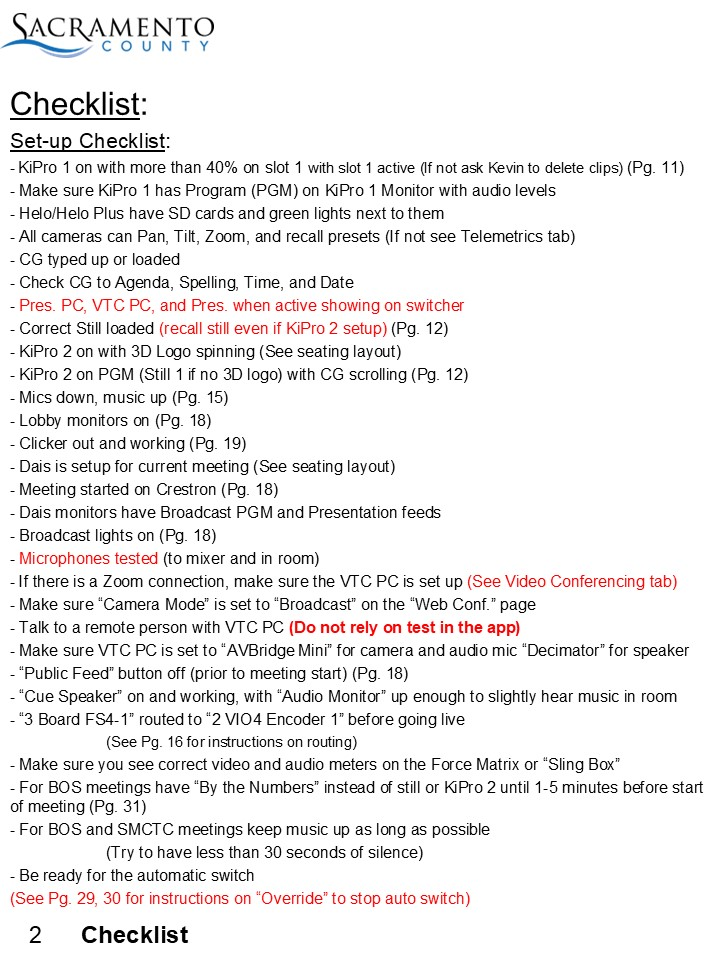 SACRAMENTO
COUNTY
Checklist:
Set-up Checklist:
- KiPro 1 on with more than 40% on slot 1 with slot 1 active (If not ask Kevin to delete clips) (Pg. 11)
- Make sure KiPro 1 has Program (PGM) on KiPro 1 Monitor with audio levels
- Helo/Helo Plus have SD cards and green lights next to them
- All cameras can Pan, Tilt, Zoom, and recall presets (If not see Telemetrics tab)
- CG typed up or loaded
- Check CG to Agenda, Spelling, Time, and Date
- Pres. PC, VTC PC, and Pres. when active showing on switcher
- Correct Still loaded (recall still even if KiPro 2 setup) (Pg. 12)
- KiPro 2 on with 3D Logo spinning (See seating layout)
- KiPro 2 on PGM (Still 1 if no 3D logo) with CG scrolling (Pg. 12)
- Mics down, music up (Pg. 15)
- Lobby monitors on (Pg. 18)
- Clicker out and working (Pg. 19)
- Dais is setup for current meeting (See seating layout)
- Meeting started on Crestron (Pg. 18)
- Dais monitors have Broadcast PGM and Presentation feeds
- Broadcast lights on (Pg. 18)
- Microphones tested (to mixer and in room)
- If there is a Zoom connection, make sure the VTC PC is set up (See Video Conferencing tab)
- Make sure “Camera Mode” is set to “Broadcast” on the “Web Conf.” page
- Talk to a remote person with VTC PC (Do not rely on test in the app)
- Make sure VTC PC is set to “AVBridge Mini” for camera and audio mic “Decimator” for speaker
- “Public Feed” button off (prior to meeting start) (Pg. 18)
- “Cue Speaker” on and working, with “Audio Monitor” up enough to slightly hear music in room
- “3 Board FS4-1” routed to “2 VIO4 Encoder 1” before going live
(See Pg. 16 for instructions on routing)
- Make sure you see correct video and audio meters on the Force Matrix or “Sling Box”
- For BOS meetings have “By the Numbers” instead of still or KiPro 2 until 1-5 minutes before start
of meeting (Pg. 31)
- For BOS and SMCTC meetings keep music up as long as possible
(Try to have less than 30 seconds of silence)
- Be ready for the automatic switch
(See Pg. 29, 30 for instructions on “Override” to stop auto switch)
2 Checklist